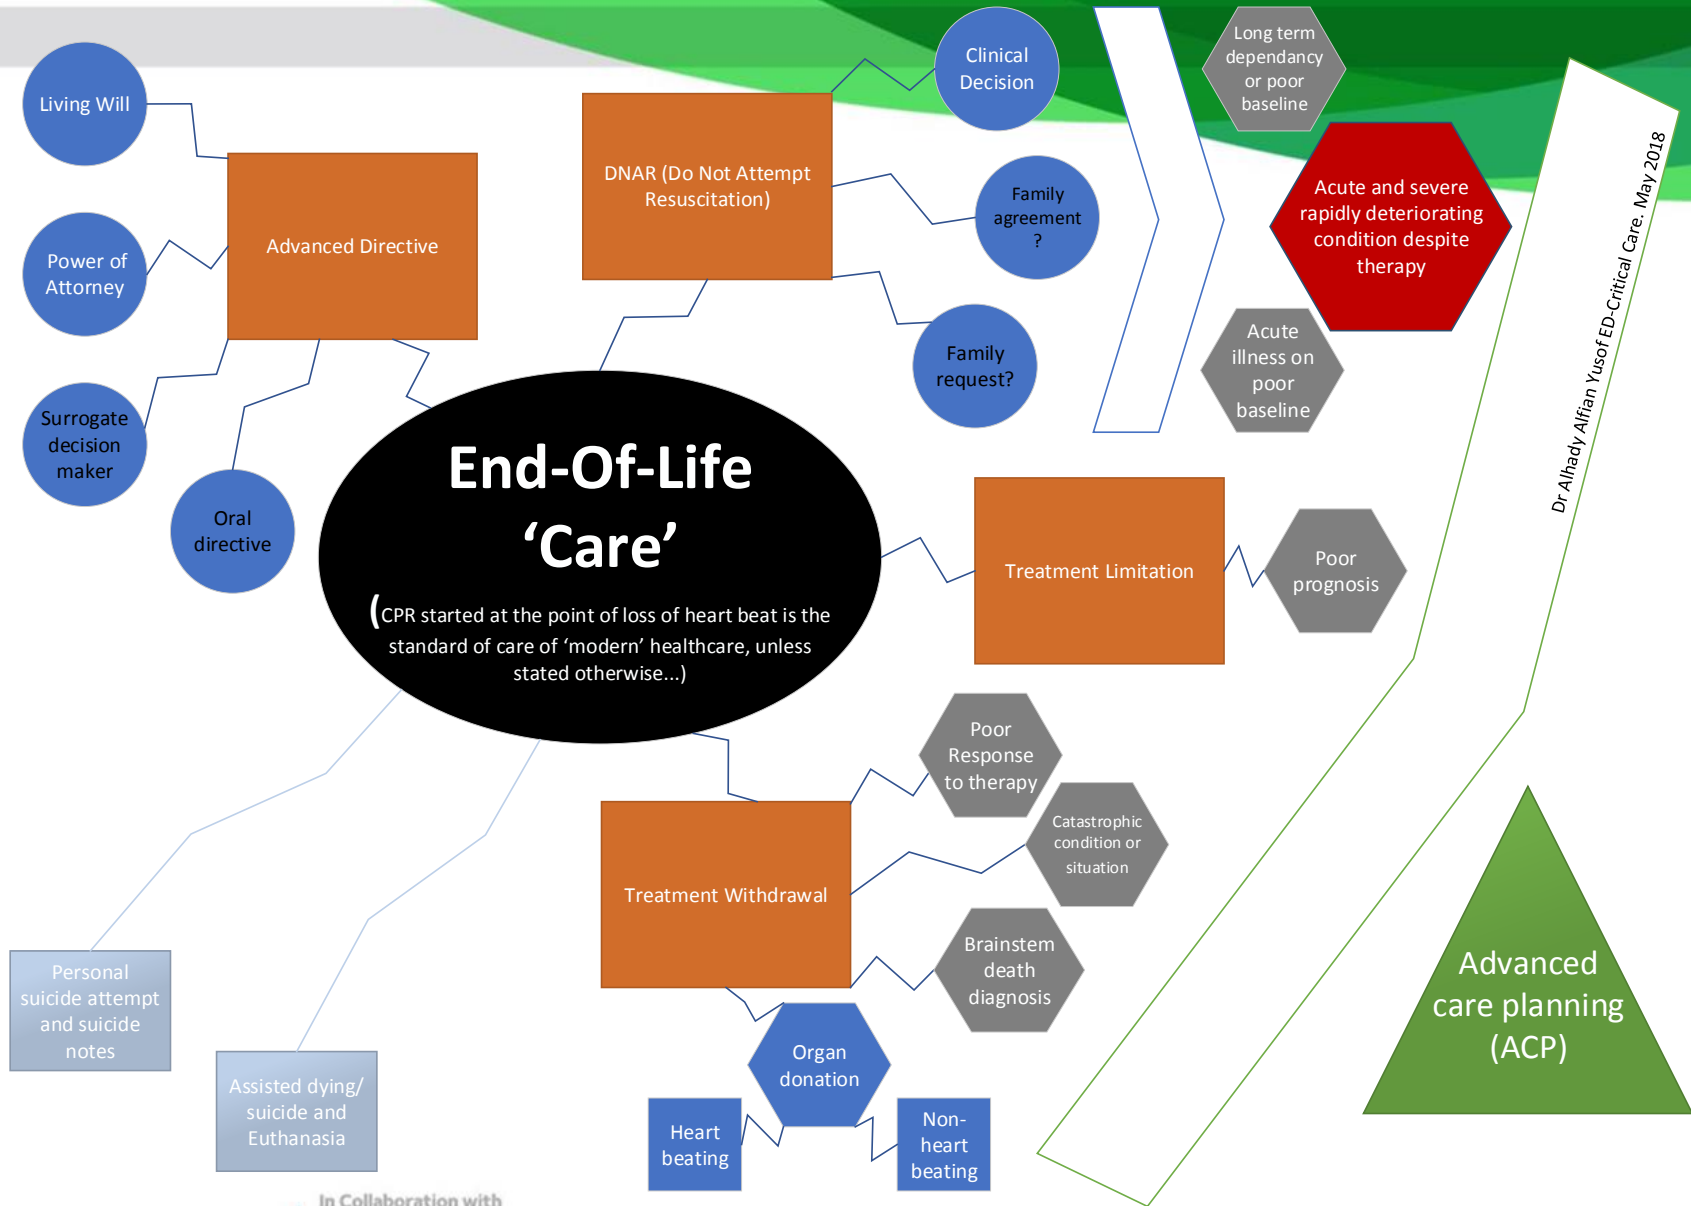 Living Will
Power of
Attorney
Surrogate
decision
maker
Oral
directive
Advanced Directive
DNAR (Do Not Attempt
Resuscitation)
Clinical
Decision
Family
agreement
?
Family
request?
Long term
dependancy
or poor
baseline
Acute and severe
rapidly deteriorating
condition despite
therapy
Acute
illness on
poor
baseline
Dr Alhady Alfian Yusof ED-Critical Care. May 2018
End-Of-Life
‘Care’
(CPR started at the point of loss of heart beat is the
standard of care of ‘modern’ healthcare, unless
stated otherwise...)
Treatment Limitation
Poor
prognosis
Poor
Response
to therapy
Catastrophic
condition or
situation
Treatment Withdrawal
Brainstem
death
diagnosis
Organ
donation
Heart
beating
Non-
heart
beating
Personal
suicide attempt
and suicide
notes
Assisted dying/
suicide and
Euthanasia
Advanced
care planning
(ACP)
In Collaboration with